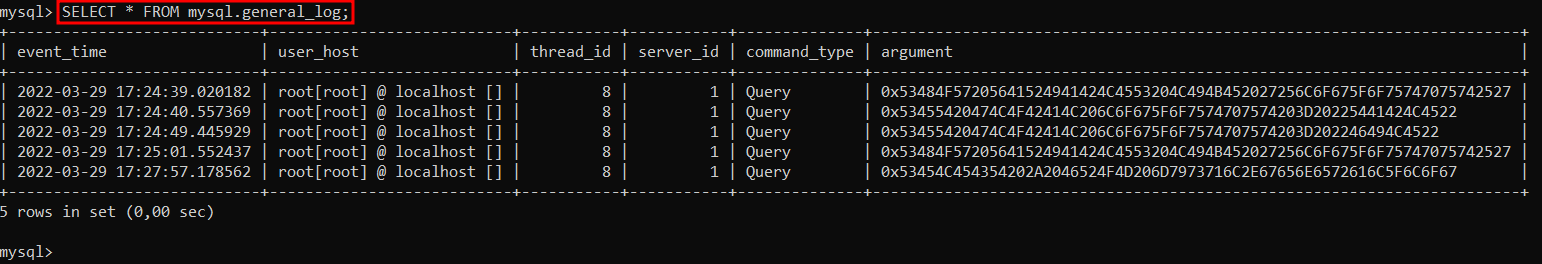 mysql> SELECT * FROM mysql.general_log;
+----------------------------+---------------------------+-----------+-----------+--------------+------------------------------------------------------------------------+
| event_time | user_host | thread_id | server_id | command_type | argument |
+----------------------------+---------------------------+-----------+-----------+--------------+------------------------------------------------------------------------+
| 2022-03-29 17:24:39.020182 | root[root] @ localhost [] | 8 | 1 | Query | 0x53484F57205641524941424C4553204C494B452027256C6F675F6F75747075742527 |
| 2022-03-29 17:24:40.557369 | root[root] @ localhost [] | 8 | 1 | Query | 0x53455420474C4F42414C206C6F675F6F7574707574203D20225441424C4522 |
| 2022-03-29 17:24:49.445929 | root[root] @ localhost [] | 8 | 1 | Query | 0x53455420474C4F42414C206C6F675F6F7574707574203D202246494C4522 |
| 2022-03-29 17:25:01.552437 | root[root] @ localhost [] | 8 | 1 | Query | 0x53484F57205641524941424C4553204C494B452027256C6F675F6F75747075742527 |
| 2022-03-29 17:27:57.178562 | root[root] @ localhost [] | 8 | 1 | Query | 0x53454C454354202A2046524F4D206D7973716C2E67656E6572616C5F6C6F67 |
+----------------------------+---------------------------+-----------+-----------+--------------+------------------------------------------------------------------------+
5 rows in set (0,00 sec)
mysql>